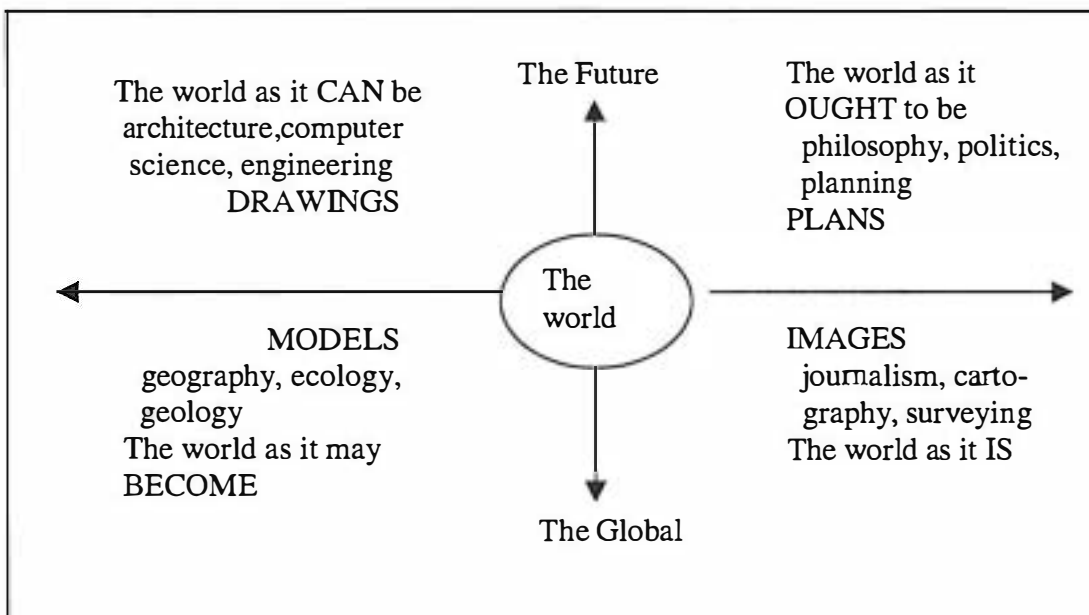 The world as it CAN be
architecture,computer
science, engineering
DRAWINGS
The Future
The world as it
OUGHT to be
philosophy, politics,
planning
PLANS
The
world
MODELS
geography, ecology,
geology
The world as it may
BECOME
IMAGES
journalism, carto-
graphy, surveying
The world as it IS
The Global